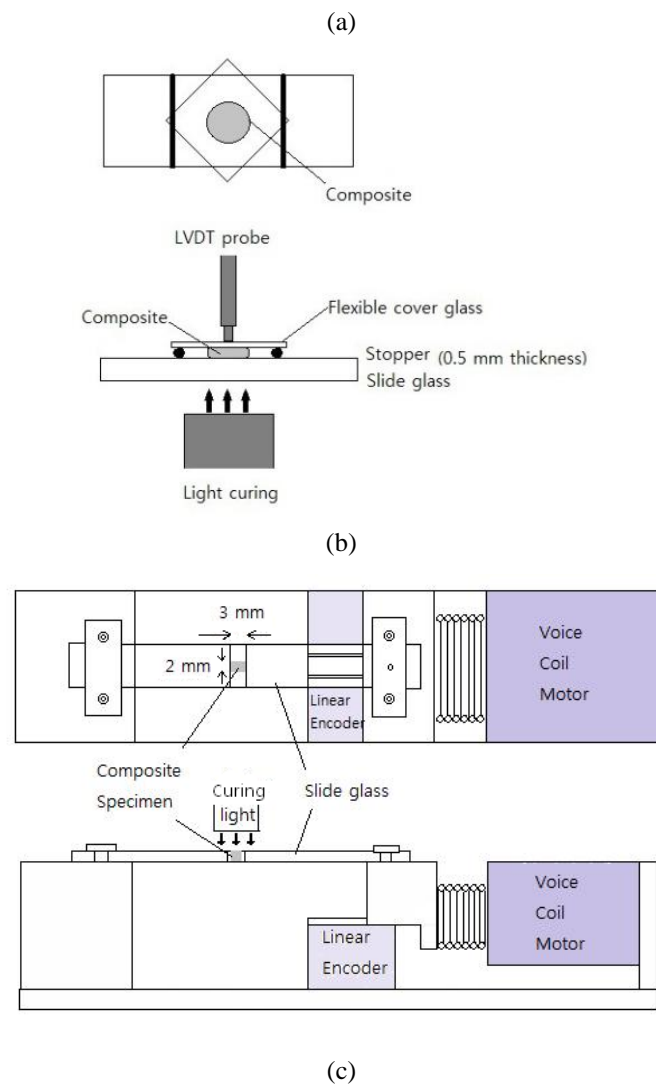 (a)
Composite
LVDT probe
Flexible cover glass
Composite
Stopper (0.5 mm thickness)
Slide glass
Light curing
(b)
3 mm
2 mm
Voice
Coil
Motor
Linear
Encoder
Composite
Specimen
Curing
light
Slide glass
Voice
Coil
Motor
Linear
Encoder
(c)